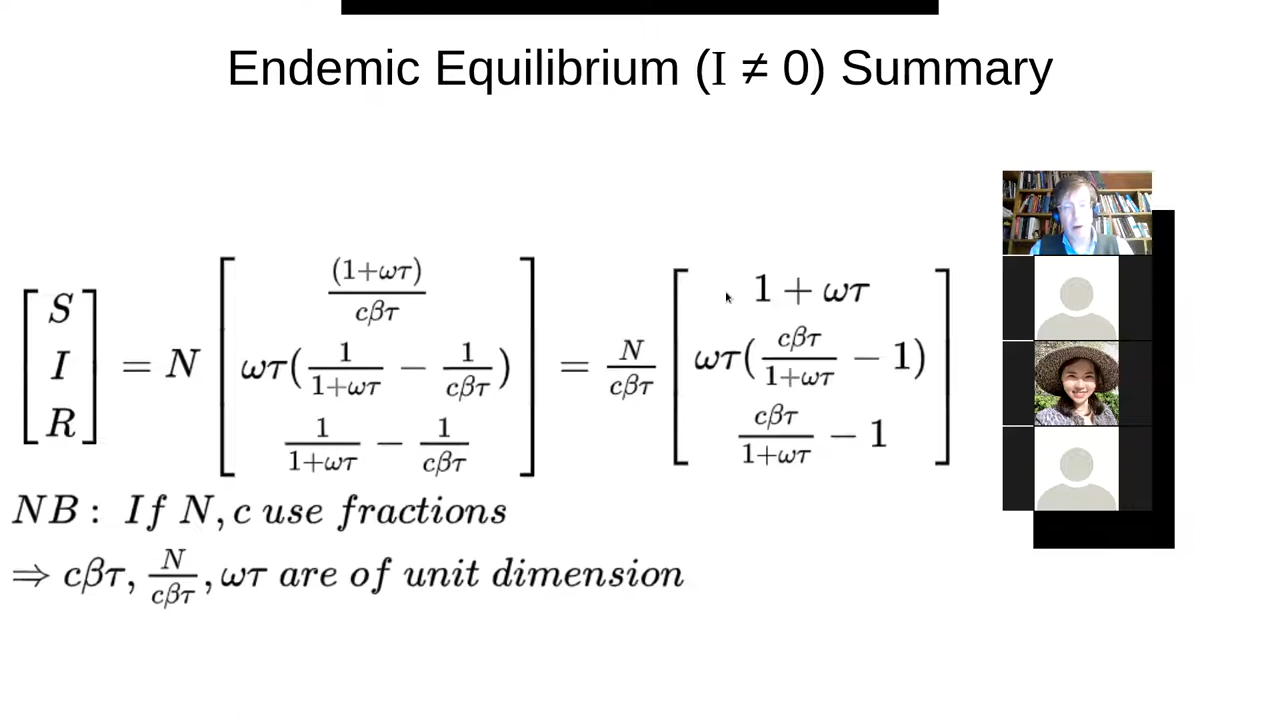 Endemic Equilibrium (I ≠ 0) Summary
[S I R] = N [(1+ωτ)/cβτ ωτ(1/1+ωτ − 1/cβτ) 1/1+ωτ − 1/cβτ] = N/cβτ [1 + ωτ ωτ(cβτ/1+ωτ − 1) cβτ/1+ωτ − 1]
NB : If N, c use fractions
⇒ cβτ, N/cβτ, ωτ are of unit dimension